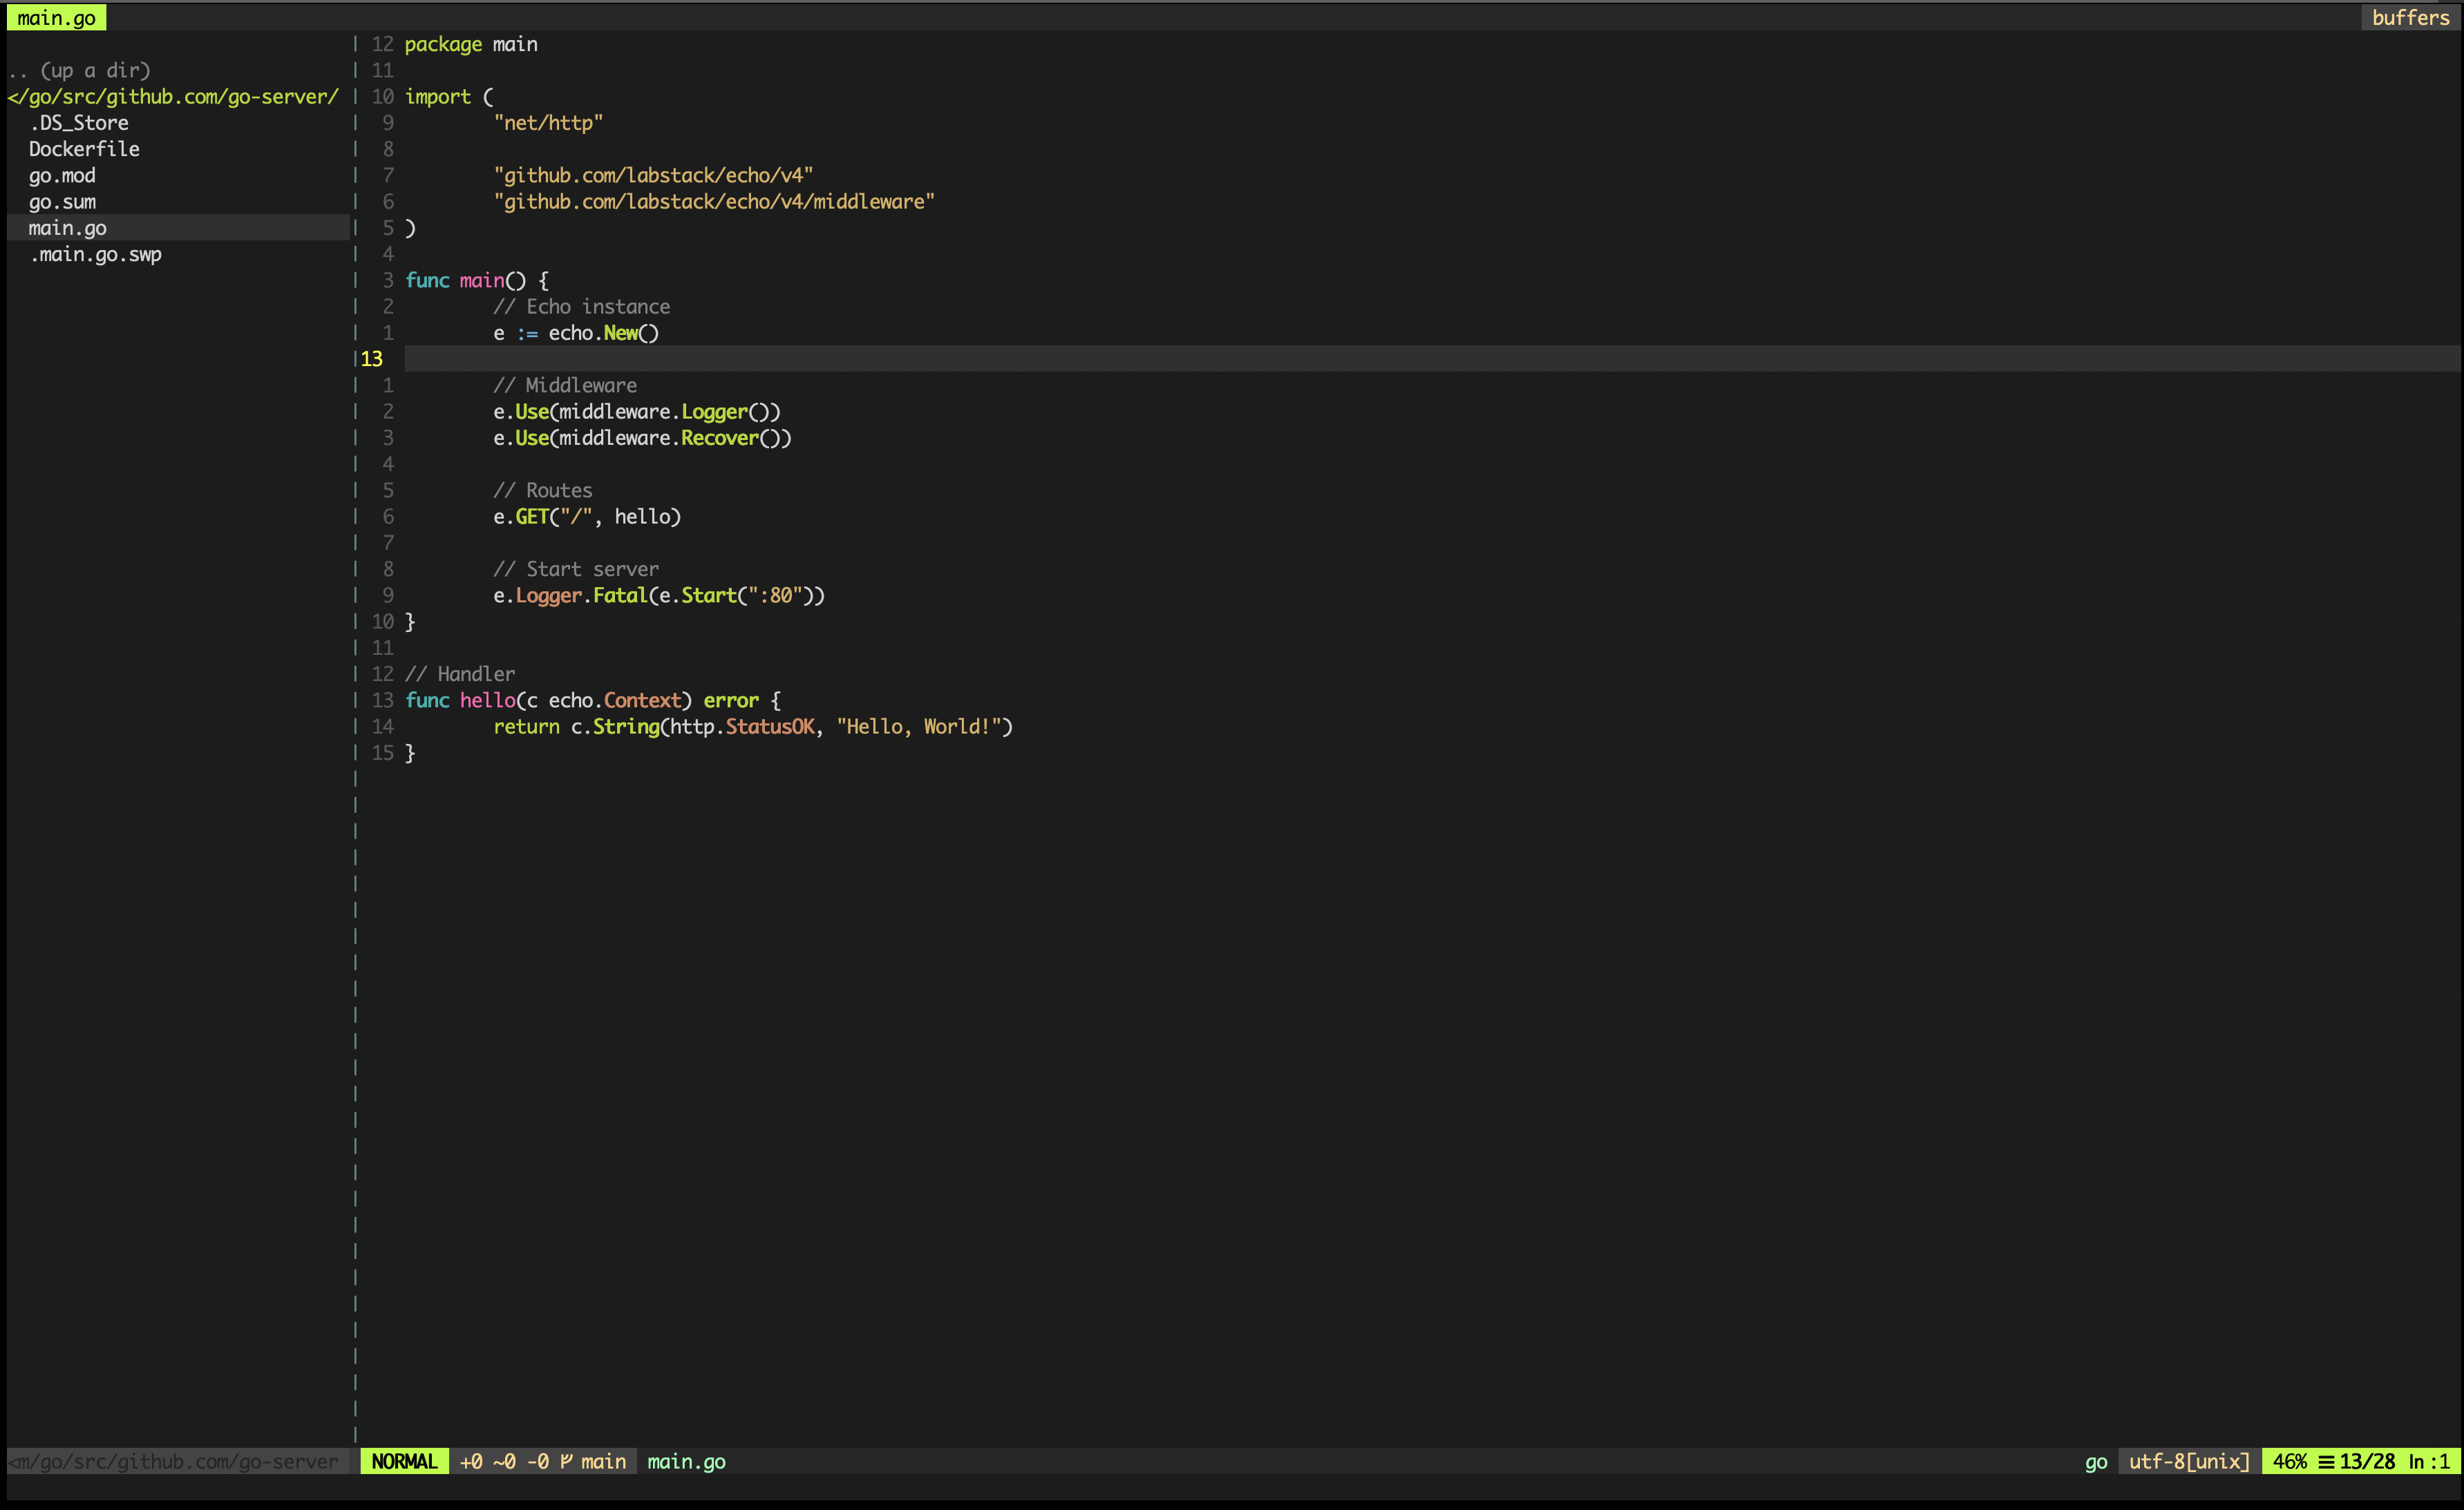 main.go
buffers
.. (up a dir)
</go/src/github.com/go-server/
.DS_Store
Dockerfile
go.mod
go.sum
main.go
.main.go.swp
12 package main
11
10 import (
9         "net/http"
8
7         "github.com/labstack/echo/v4"
6         "github.com/labstack/echo/v4/middleware"
5 )
4
3 func main() {
2         // Echo instance
1         e := echo.New()
13
1         // Middleware
2         e.Use(middleware.Logger())
3         e.Use(middleware.Recover())
4
5         // Routes
6         e.GET("/", hello)
7
8         // Start server
9         e.Logger.Fatal(e.Start(":80"))
10 }
11
12 // Handler
13 func hello(c echo.Context) error {
14         return c.String(http.StatusOK, "Hello, World!")
15 }
<m/go/src/github.com/go-server
NORMAL +0 ~0 -0 main main.go
go utf-8[unix] 46% ☰ 13/28 ln :1